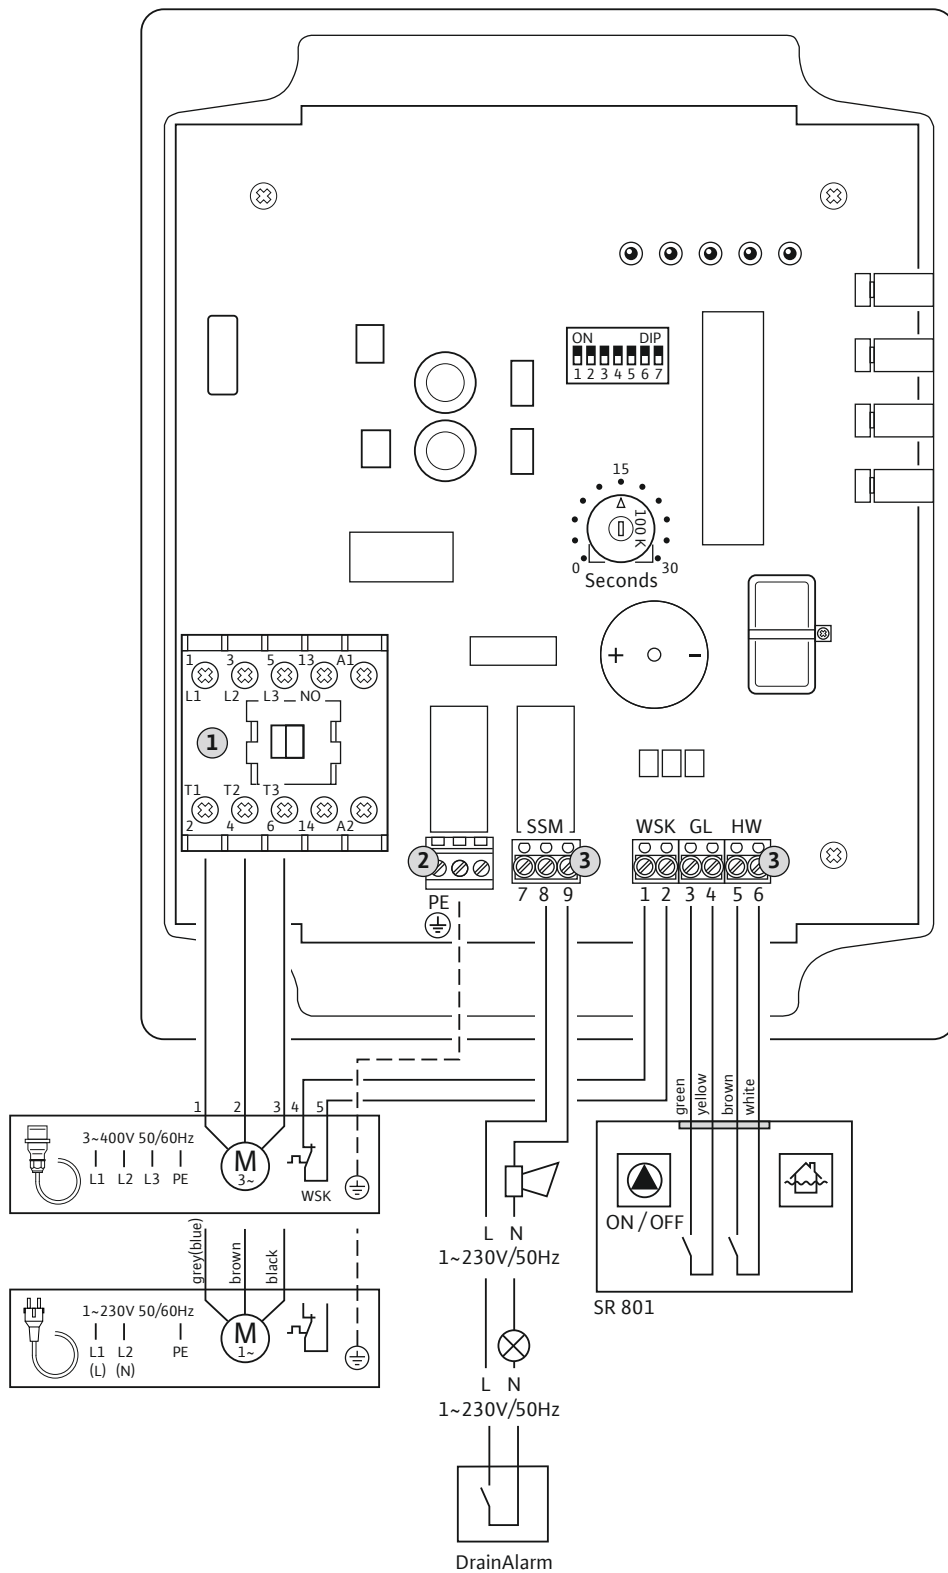 ON DIP
1 2 3 4 5 6 7
15
100 K
0 30
Seconds
+ −
1 3 5 13 A1
L1 L2 L3 NO
1
T1 T2 T3
2 4 6 14 A2
SSM WSK GL HW
2 3 3
PE 7 8 9 1 2 3 4 5 6
green
yellow
brown
white
1 2 3 4 5
3~400V 50/60Hz
L1 L2 L3 PE
M
3~
WSK
ON / OFF
SR 801
L N
1~230V/50Hz
grey(blue)
brown
black
1~230V 50/60Hz
L1 L2 PE
(L) (N)
M
1~
L N
1~230V/50Hz
DrainAlarm